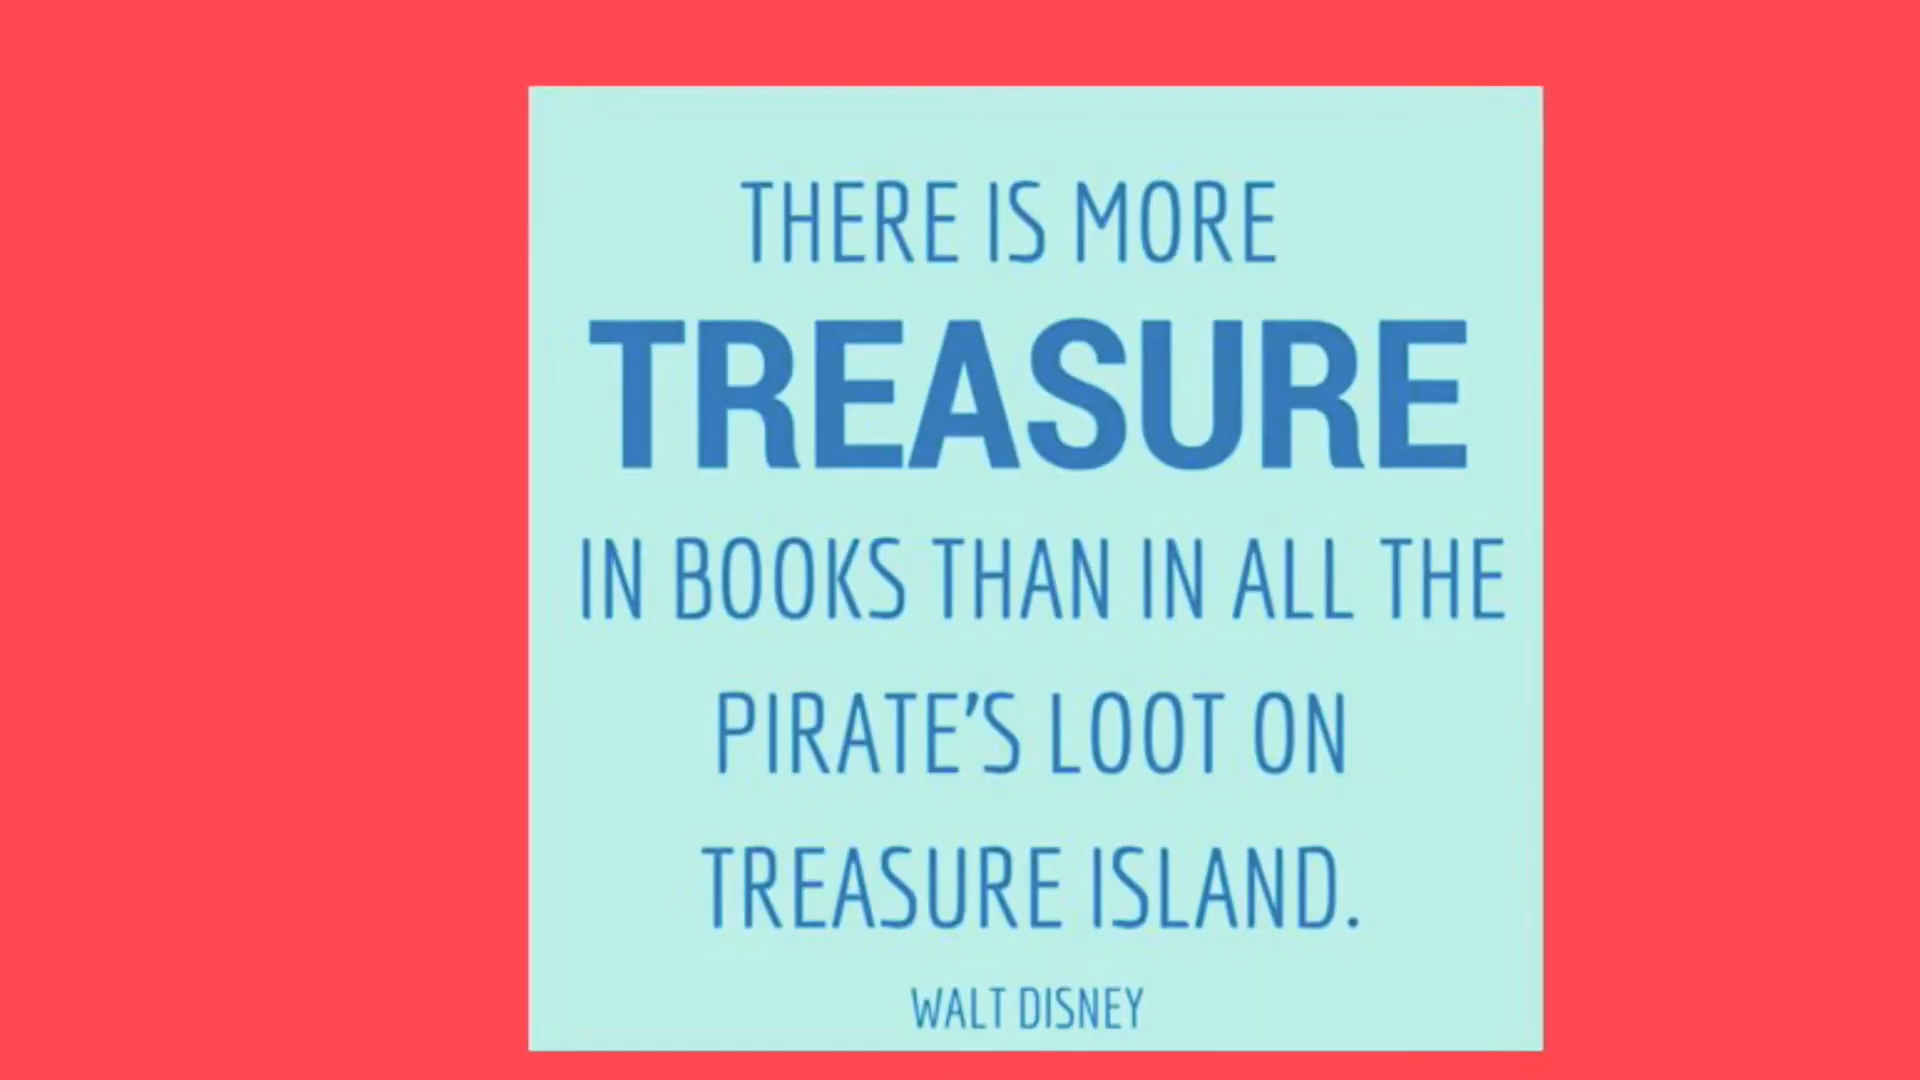 THERE IS MORE
TREASURE
IN BOOKS THAN IN ALL THE
PIRATE'S LOOT ON
TREASURE ISLAND.
WALT DISNEY